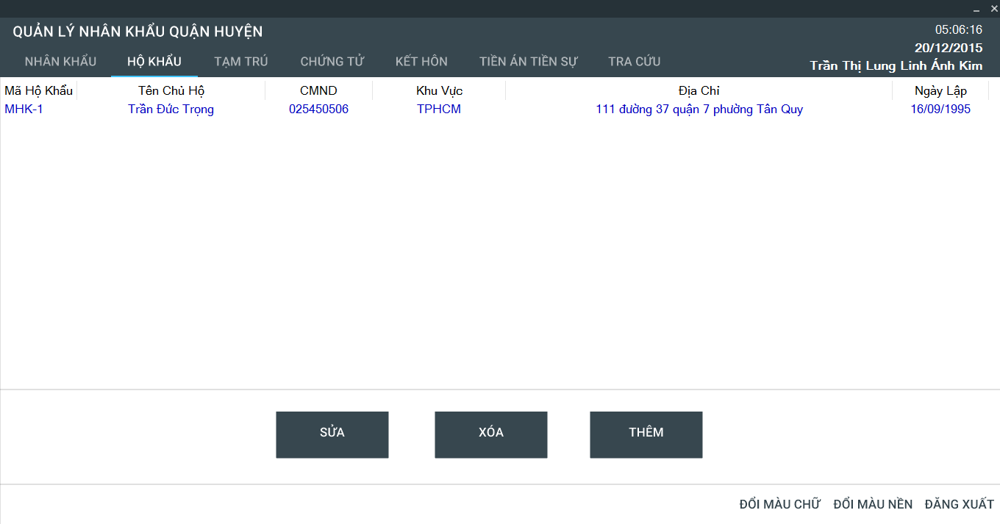 QUẢN LÝ NHÂN KHẨU QUẬN HUYỆN
05:06:16
20/12/2015
Trần Thị Lung Linh Ánh Kim
NHÂN KHẨU HỘ KHẨU TẠM TRÚ CHỨNG TỬ KẾT HÔN TIỀN ÁN TIỀN SỰ TRA CỨU
Mã Hộ Khẩu Tên Chủ Hộ CMND Khu Vực Địa Chỉ Ngày Lập
MHK-1 Trần Đức Trọng 025450506 TPHCM 111 đường 37 quận 7 phường Tân Quy 16/09/1995
SỬA XÓA THÊM
ĐỔI MÀU CHỮ ĐỔI MÀU NỀN ĐĂNG XUẤT